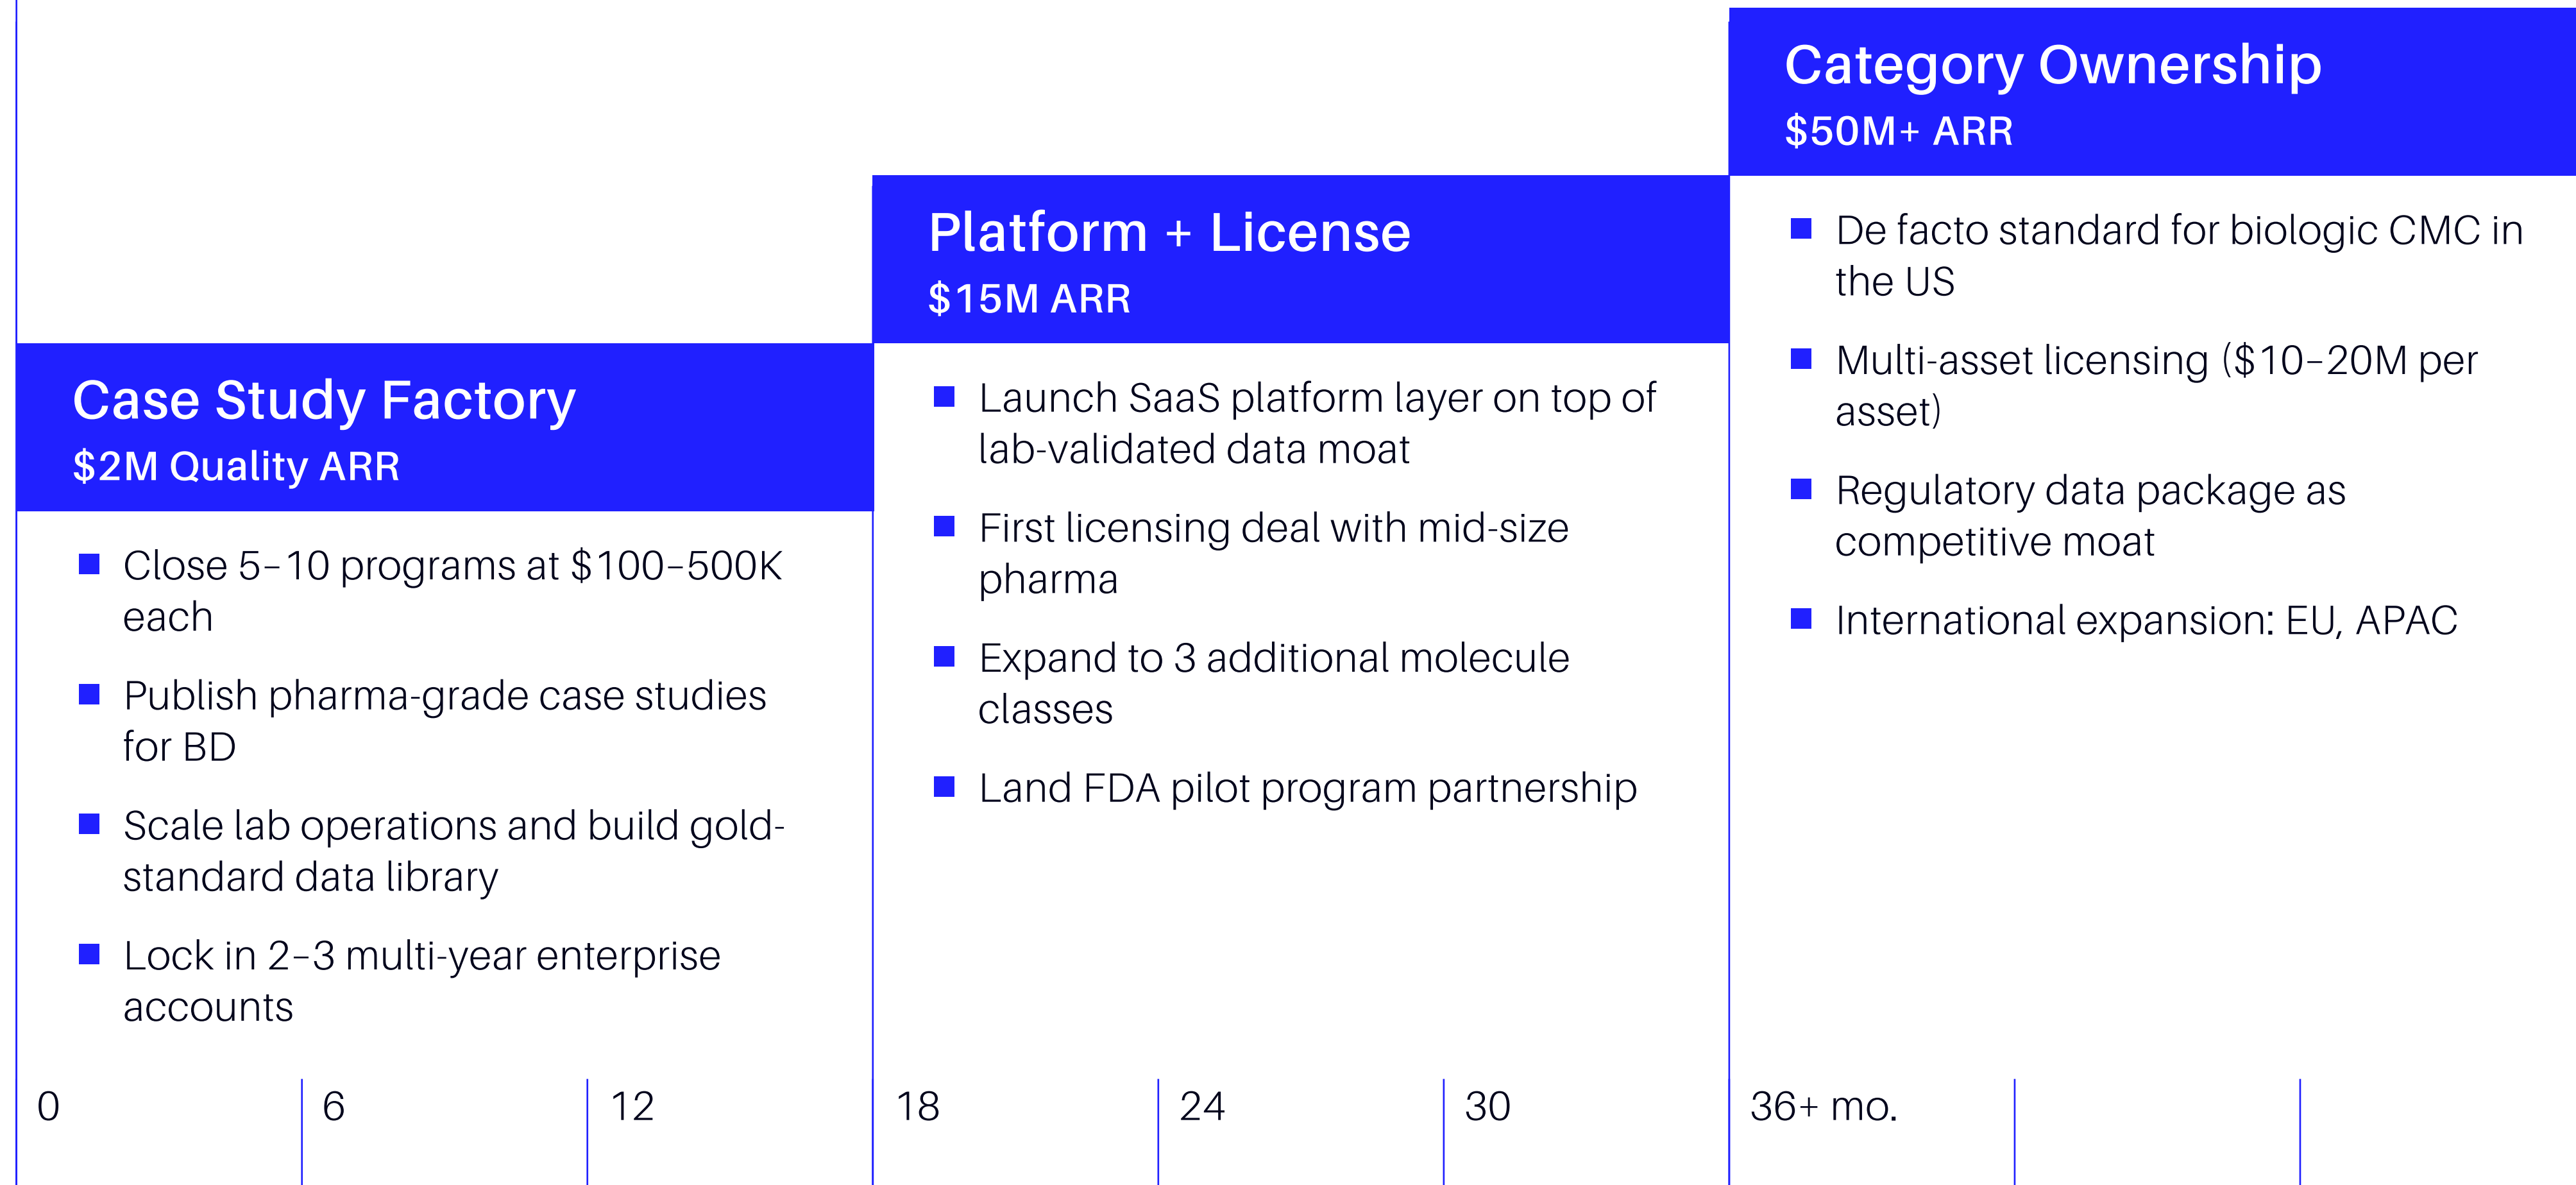 Category Ownership
$50M+ ARR
De facto standard for biologic CMC in
the US
Multi-asset licensing ($10–20M per
asset)
Regulatory data package as
competitive moat
International expansion: EU, APAC
Platform + License
$15M ARR
Launch SaaS platform layer on top of
lab-validated data moat
First licensing deal with mid-size
pharma
Expand to 3 additional molecule
classes
Land FDA pilot program partnership
Case Study Factory
$2M Quality ARR
Close 5–10 programs at $100–500K
each
Publish pharma-grade case studies
for BD
Scale lab operations and build gold-
standard data library
Lock in 2–3 multi-year enterprise
accounts
0 6 12 18 24 30 36+ mo.